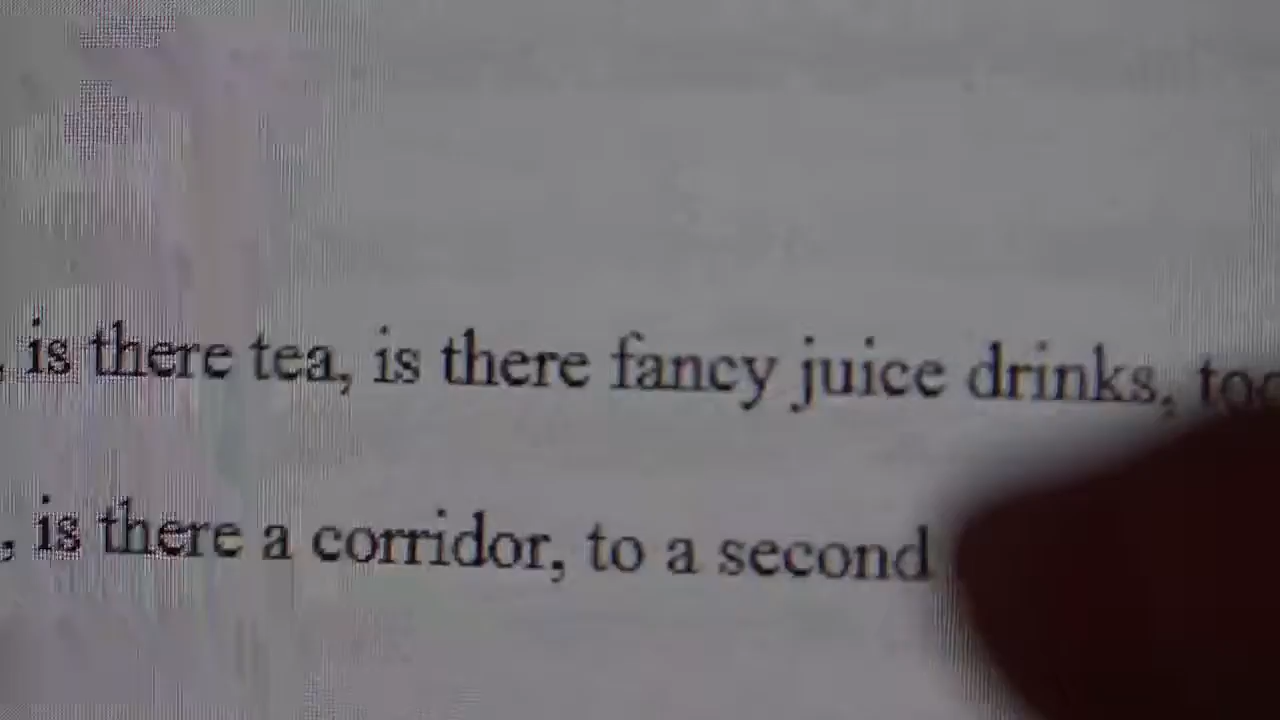 , is there tea, is there fancy juice drinks,
, is there a corridor, to a second